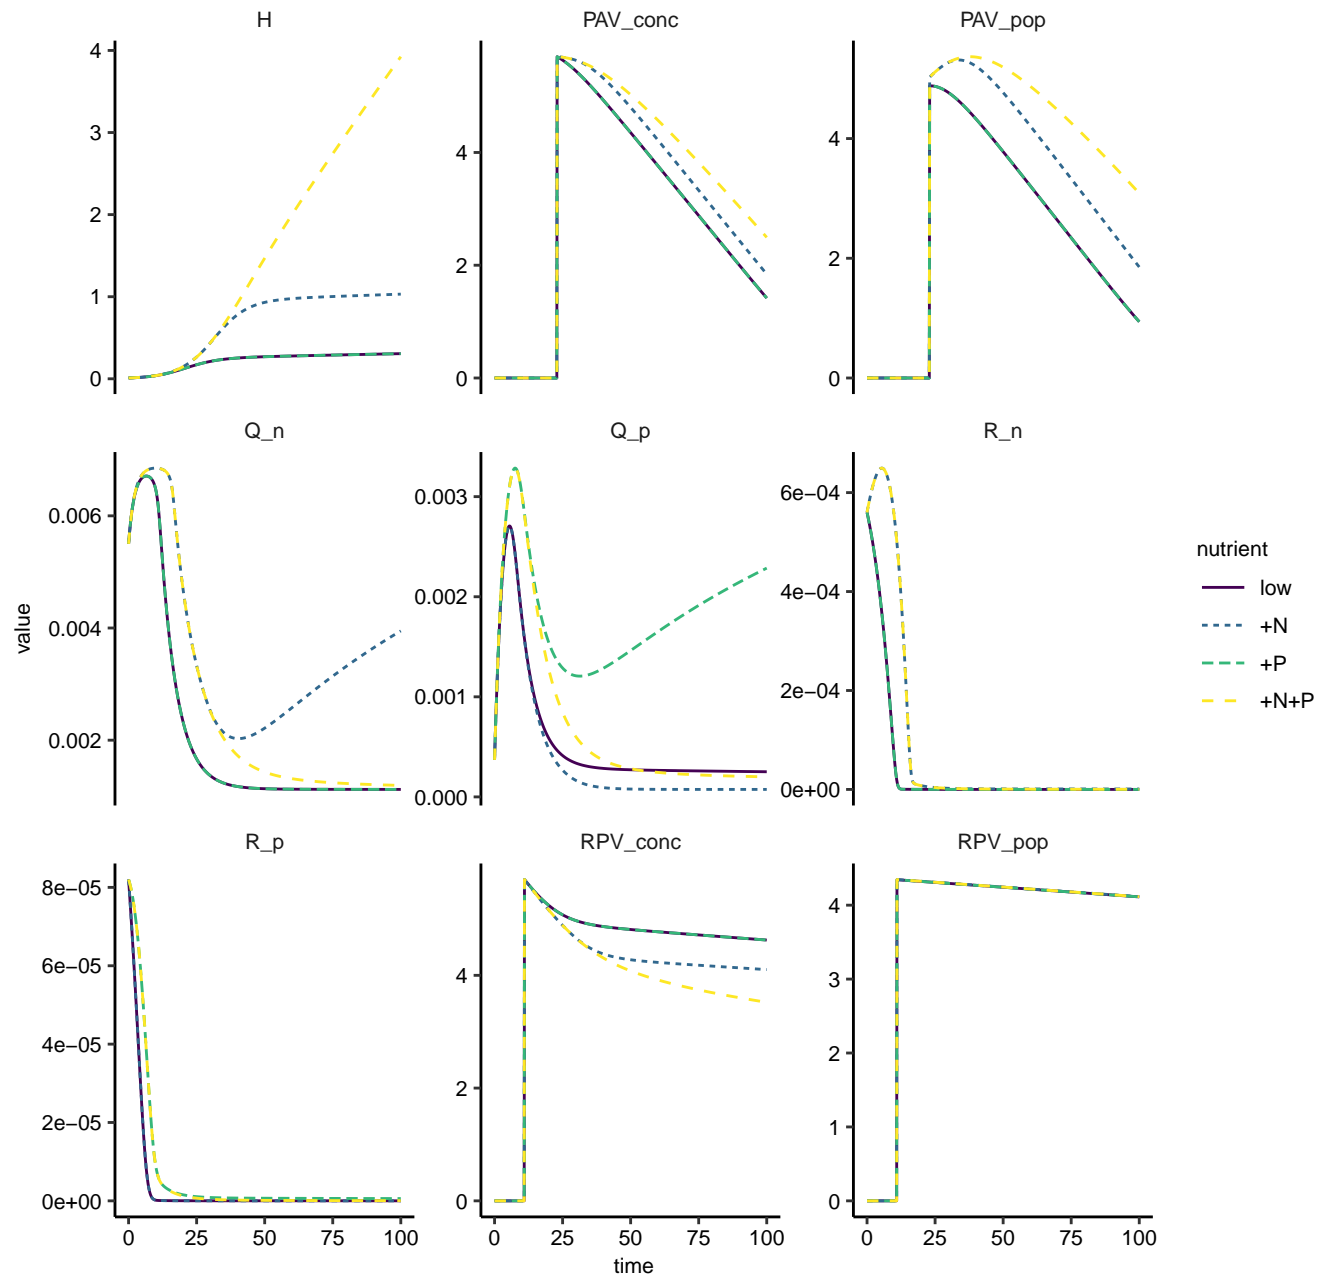 H
PAV_conc
PAV_pop
4
3
2
1
0
4
2
0
4
2
0
Q_n
Q_p
R_n
0.006
0.004
0.002
0.003
0.002
0.001
0.000
6e−04
4e−04
2e−04
0e+00
value
nutrient
low
+N
+P
+N+P
R_p
RPV_conc
RPV_pop
8e−05
6e−05
4e−05
2e−05
0e+00
4
2
0
4
3
2
1
0
0 25 50 75 100
0 25 50 75 100
0 25 50 75 100
time